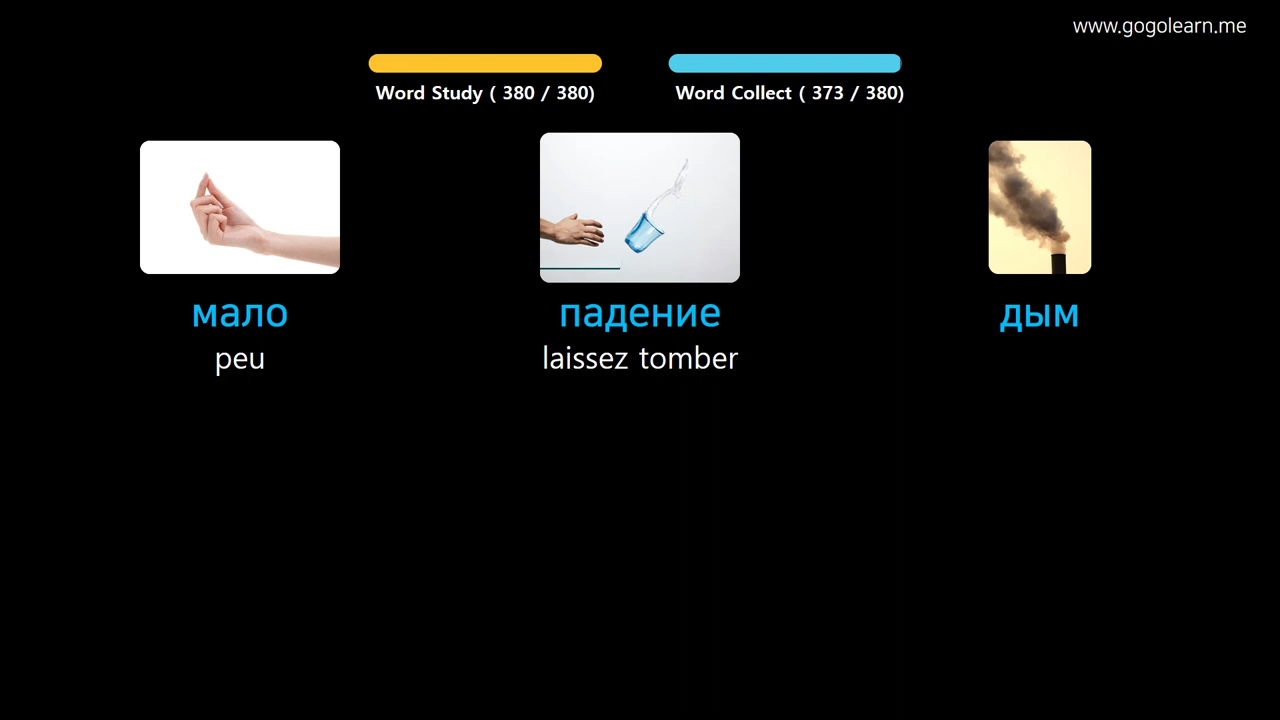 www.gogolearn.me
Word Study ( 380 / 380)
Word Collect ( 373 / 380)
мало
падение
дым
peu
laissez tomber